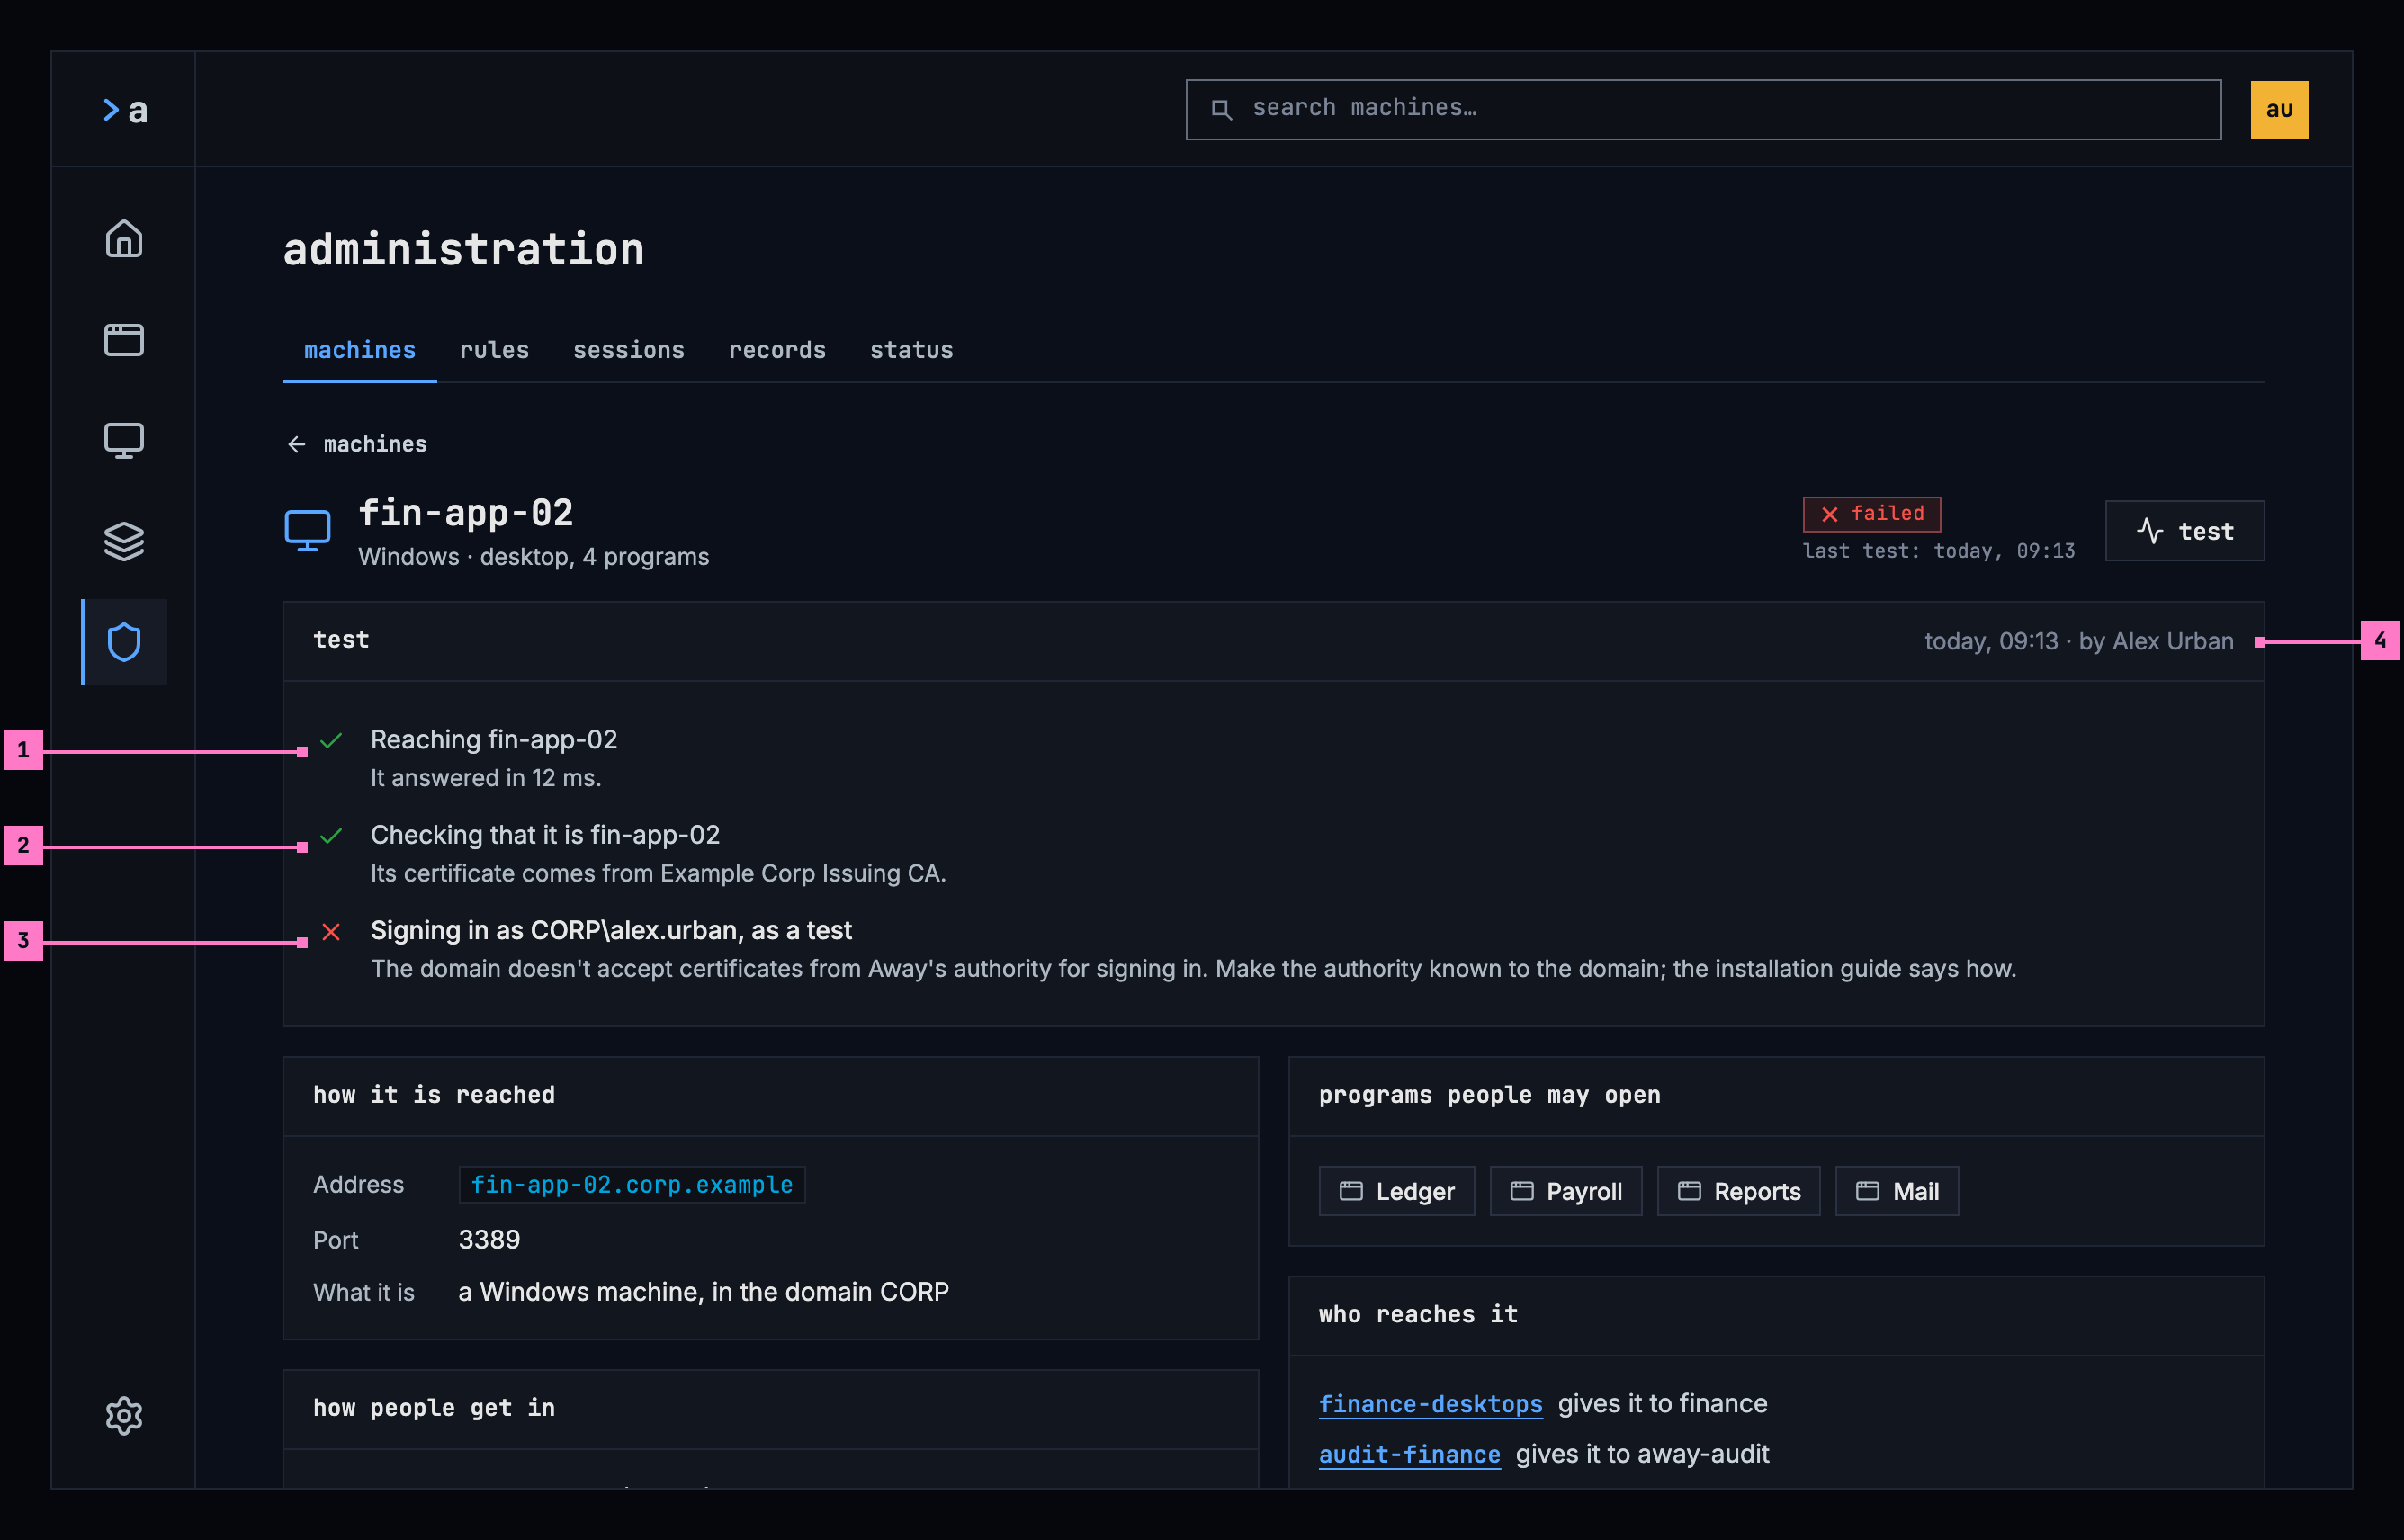 > a
search machines…
au
administration
machines rules sessions records status
← machines
fin-app-02
Windows · desktop, 4 programs
failed
last test: today, 09:13
test
test
today, 09:13 · by Alex Urban
4
1
Reaching fin-app-02
It answered in 12 ms.
2
Checking that it is fin-app-02
Its certificate comes from Example Corp Issuing CA.
3
Signing in as CORP\alex.urban, as a test
The domain doesn't accept certificates from Away's authority for signing in. Make the authority known to the domain; the installation guide says how.
how it is reached
Address fin-app-02.corp.example
Port 3389
What it is a Windows machine, in the domain CORP
how people get in
programs people may open
Ledger Payroll Reports Mail
who reaches it
finance-desktops gives it to finance
audit-finance gives it to away-audit